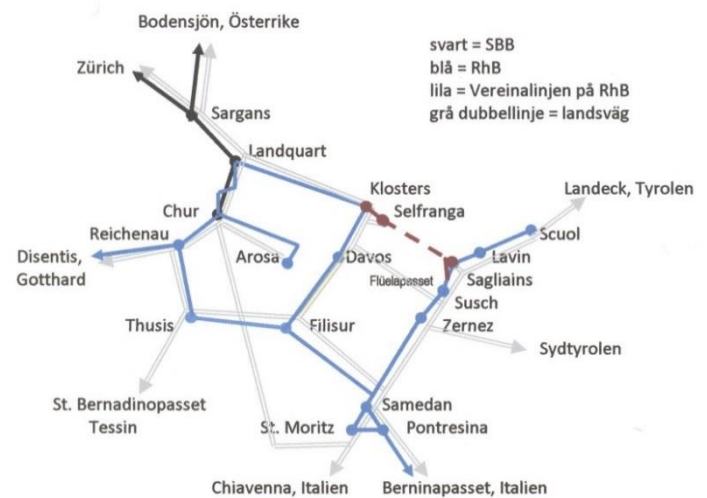 Bodensjön, Österrike
svart = SBB
blå = RhB
lila = Vereinalinjen på RhB
grå dubbellinje = landsväg
Zürich
Sargans
Landquart
Klosters
Selfranga
Landeck, Tyrolen
Chur
Reichenau
Arosa
Davos
Scuol
Lavin
Disentis,
Gotthard
Flüelapasset
Sagliains
Susch
Thusis
Filisur
Zernez
Sydtyrolen
St. Bernadinopasset
Tessin
Samedan
St. Moritz
Pontresina
Chiavenna, Italien
Berninapasset, Italien